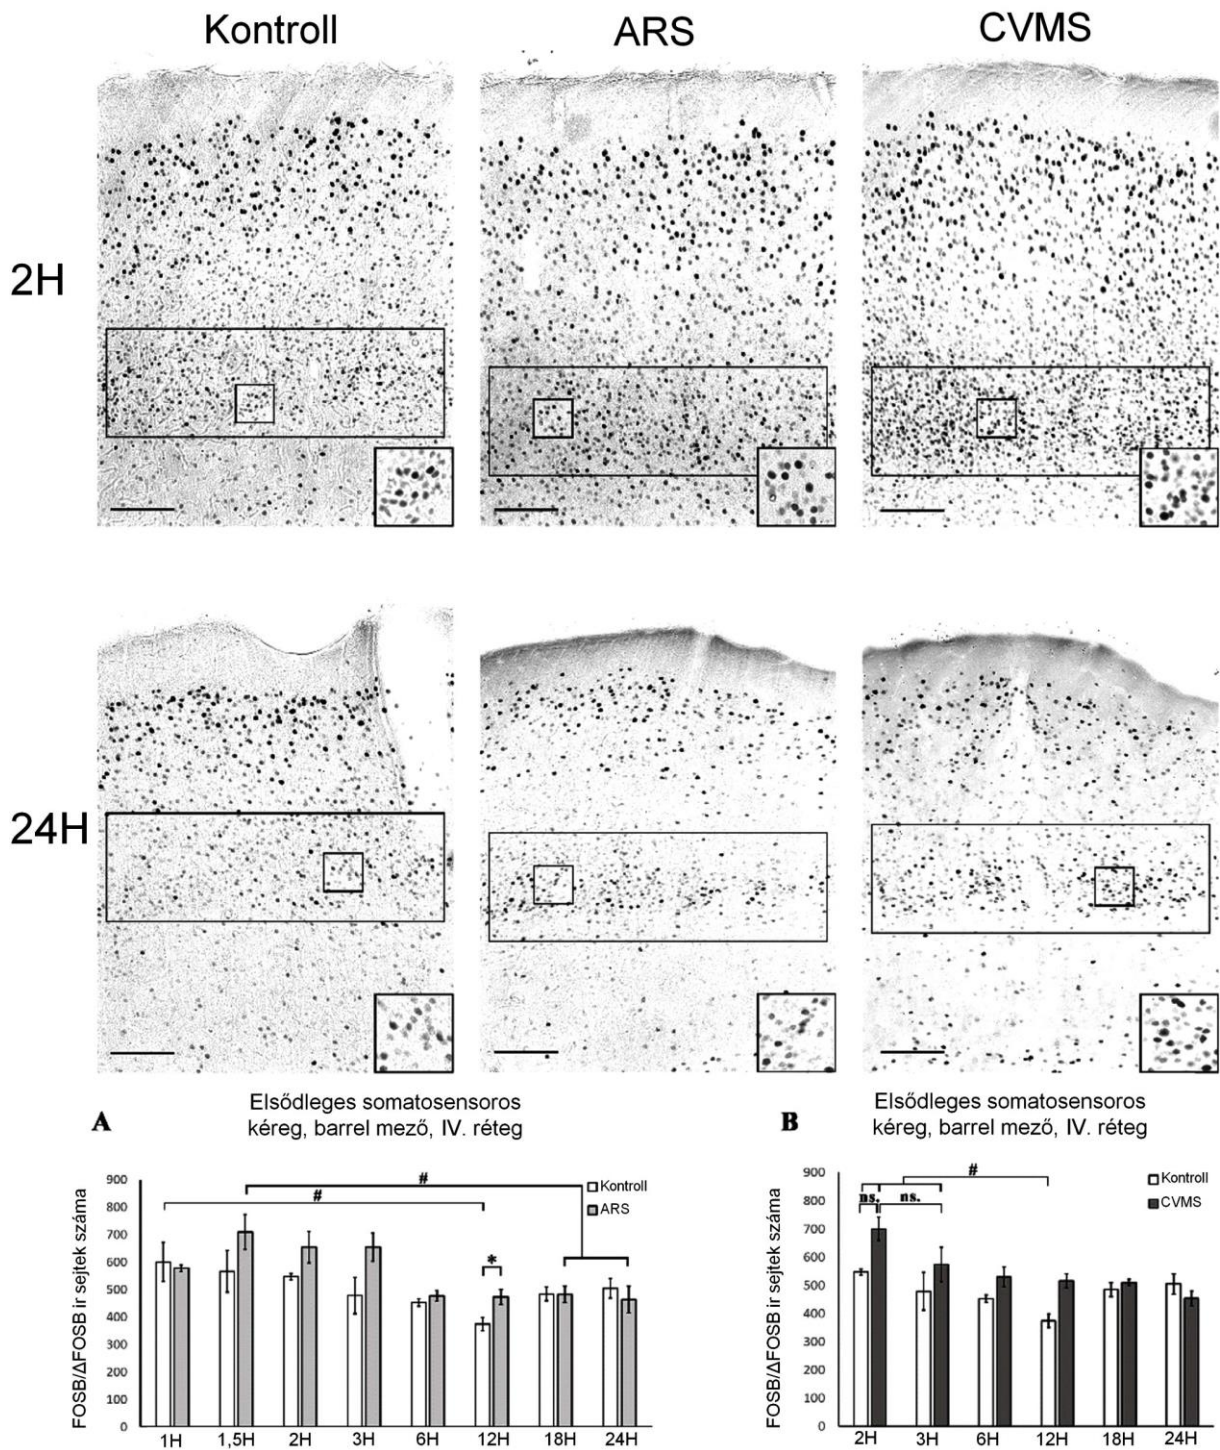 Kontroll
ARS
CVMS
2H
24H
A
Elsődleges somatosensoros
kéreg, barrel mező, IV. réteg
FOSB/ΔFOSB ir sejtek száma
900
800
700
600
500
400
300
200
100
0
#
#
*
Kontroll
ARS
1H 1,5H 2H 3H 6H 12H 18H 24H
B
Elsődleges somatosensoros
kéreg, barrel mező, IV. réteg
FOSB/ΔFOSB ir sejtek száma
900
800
700
600
500
400
300
200
100
0
#
ns. ns.
Kontroll
CVMS
2H 3H 6H 12H 18H 24H